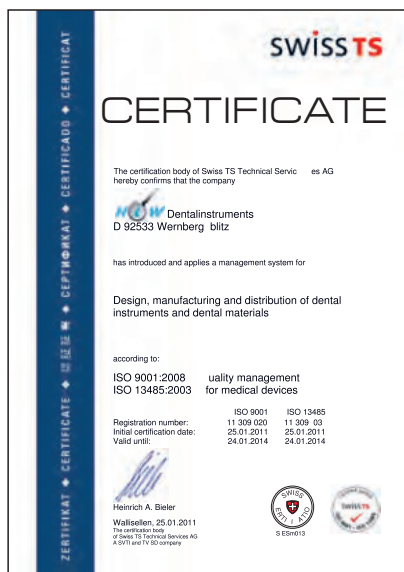 swiss TS
CERTIFICATE
The certification body of Swiss TS Technical Servic es AG
hereby confirms that the company
N&W Dentalinstruments
D 92533 Wernberg blitz
has introduced and applies a management system for
Design, manufacturing and distribution of dental
instruments and dental materials
according to:
ISO 9001:2008 uality management
ISO 13485:2003 for medical devices
ISO 9001 ISO 13485
Registration number: 11 309 020 11 309 03
Initial certification date: 25.01.2011 25.01.2011
Valid until: 24.01.2014 24.01.2014
Heinrich A. Bieler
Wallisellen, 25.01.2011
The certification body
of Swiss TS Technical Services AG
A SVTI and TV SD company
SWISS
S ESm013
swiss TS
ZERTIFIKAT ◆ CERTIFICATE ◆ ◆ СЕРТИФИКАТ ◆ CERTIFICADO ◆ CERTIFICAT